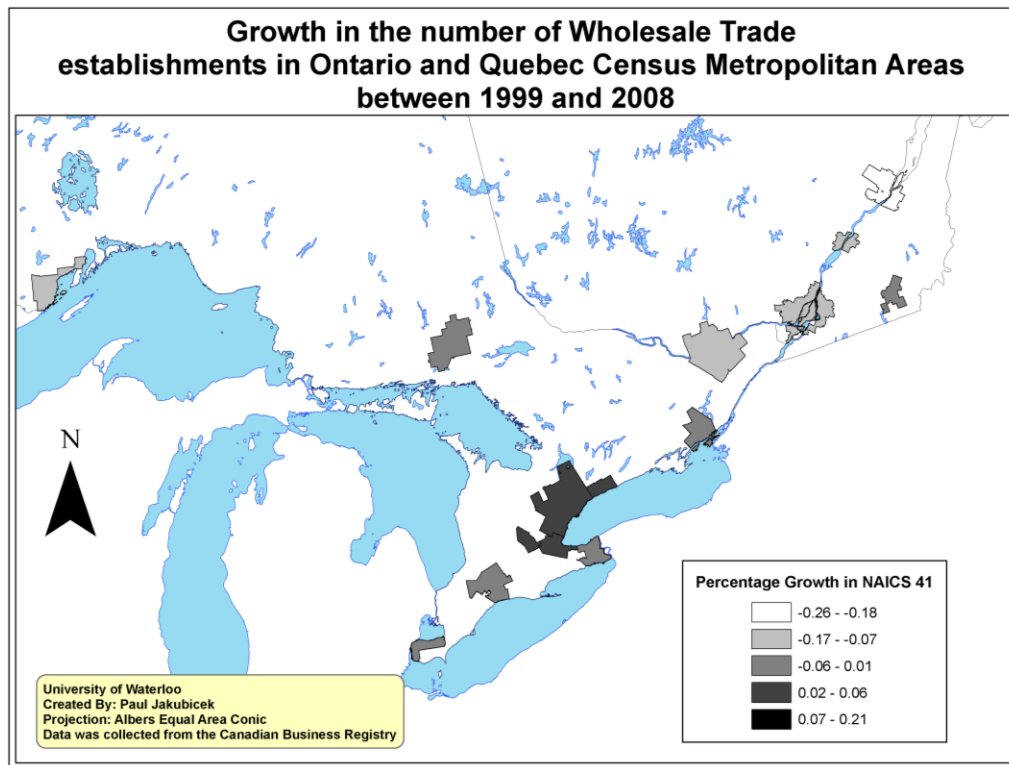 Growth in the number of Wholesale Trade
establishments in Ontario and Quebec Census Metropolitan Areas
between 1999 and 2008
N
Percentage Growth in NAICS 41
-0.26 - -0.18
-0.17 - -0.07
-0.06 - 0.01
0.02 - 0.06
0.07 - 0.21
University of Waterloo
Created By: Paul Jakubicek
Projection: Albers Equal Area Conic
Data was collected from the Canadian Business Registry